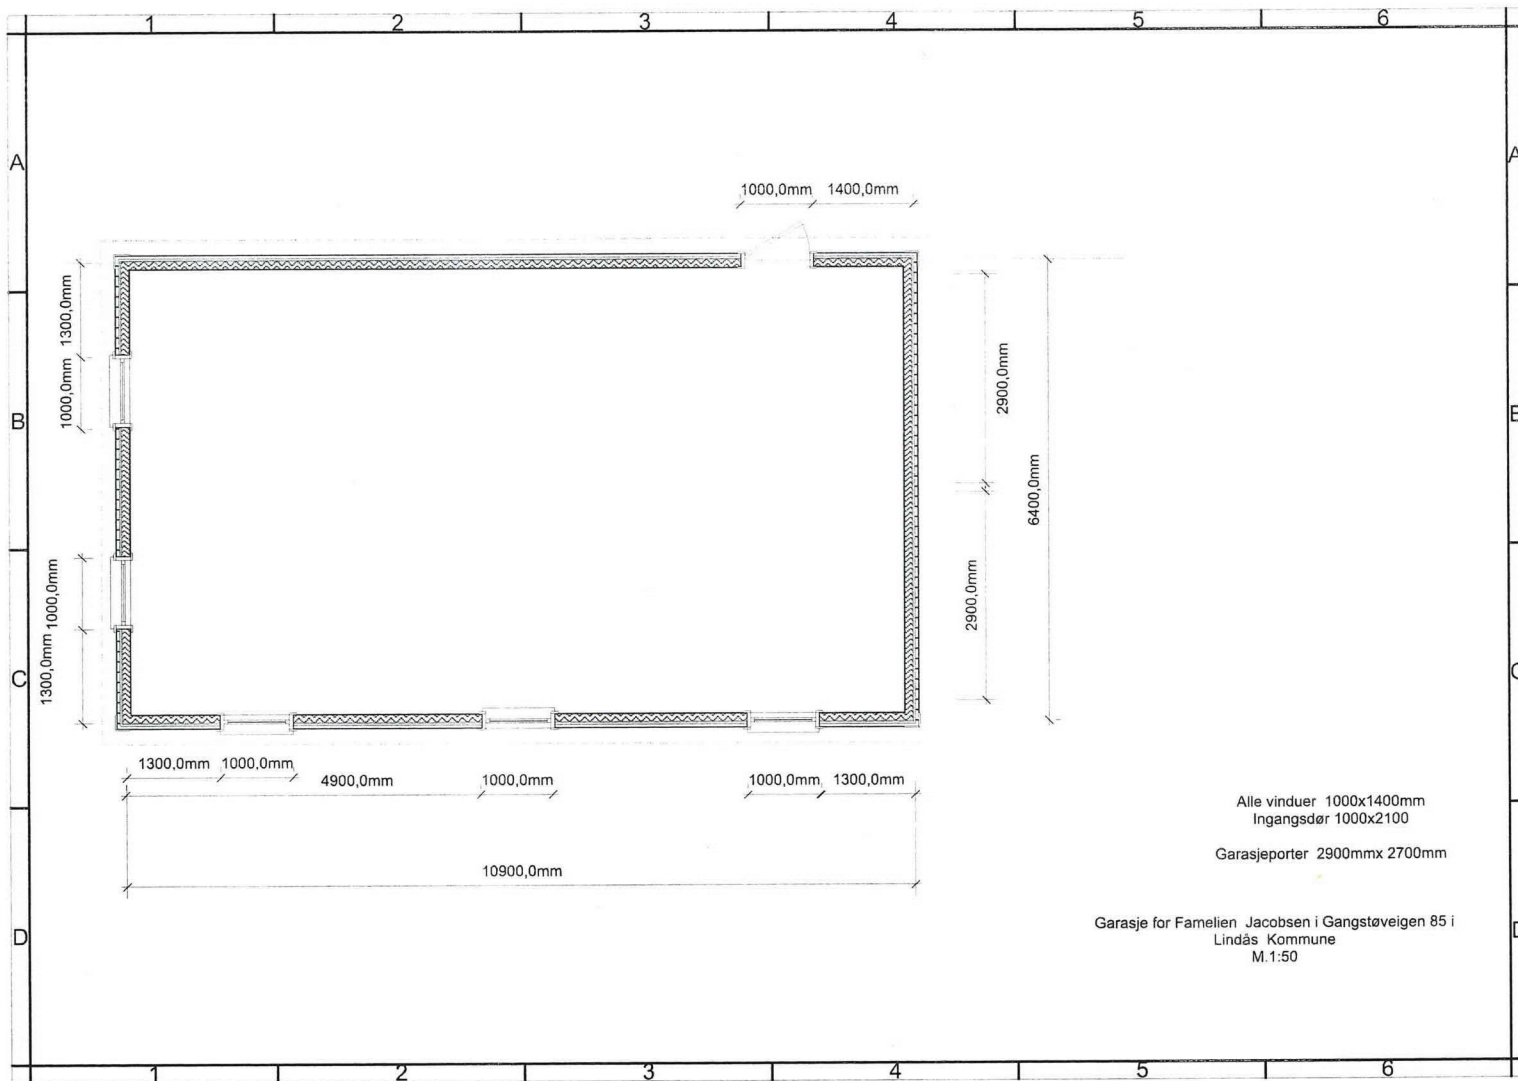 1 2 3 4 5 6
A A
1000,0mm 1400,0mm
1300,0mm
1000,0mm
2900,0mm
B
6400,0mm
1000,0mm
2900,0mm
1300,0mm
C
1300,0mm 1000,0mm 4900,0mm 1000,0mm 1000,0mm 1300,0mm
10900,0mm
Alle vinduer 1000x1400mm
Ingangsdør 1000x2100
Garasjeporter 2900mmx 2700mm
D
Garasje for Famelien Jacobsen i Gangstøveigen 85 i
Lindås Kommune
M.1:50
1 2 3 4 5 6